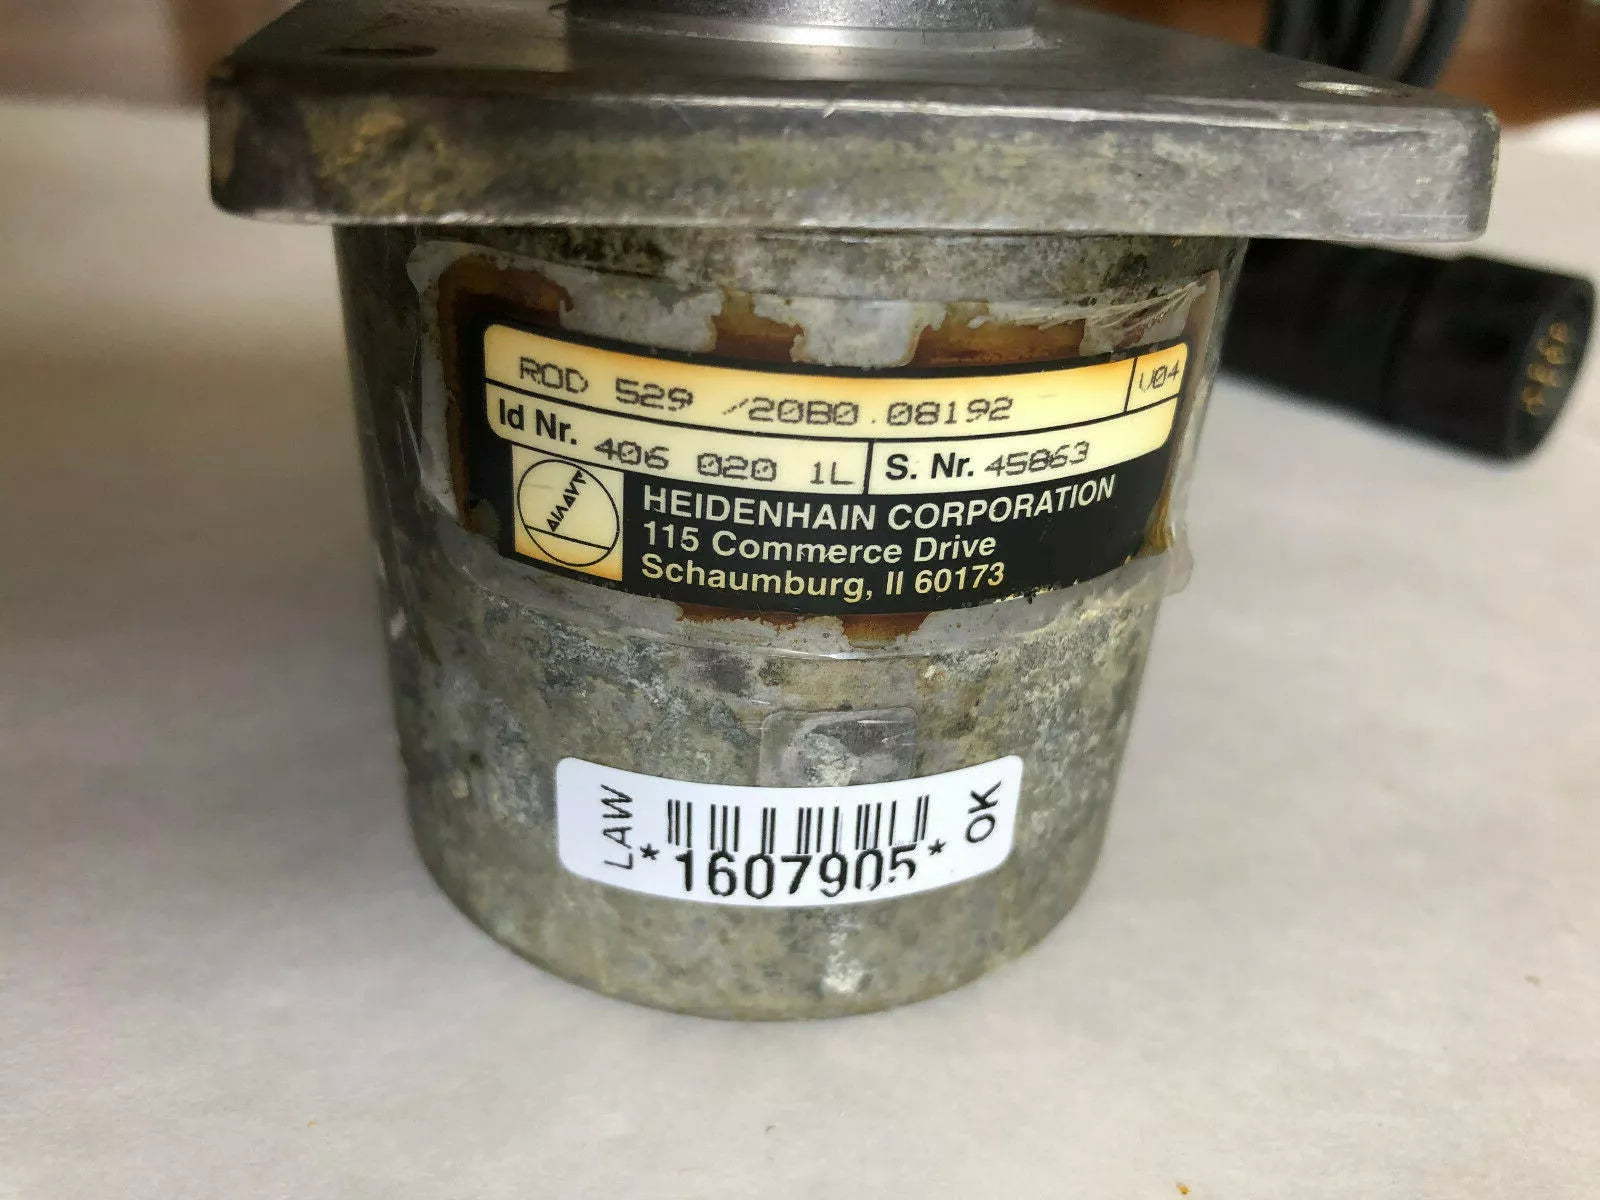 ROD 529 /20B0.08192 V04
Id Nr. 406 020 1L S. Nr. 45863
HEIDENHAIN CORPORATION
115 Commerce Drive
Schaumburg, Il 60173
LAW *1607905* OK